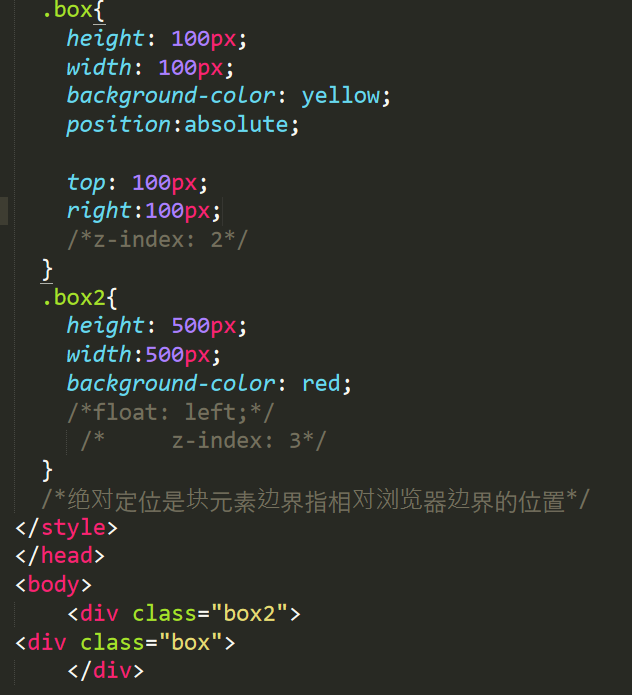 .box{
height: 100px;
width: 100px;
background-color: yellow;
position:absolute;
top: 100px;
right:100px;
/*z-index: 2*/
}
.box2{
height: 500px;
width:500px;
background-color: red;
/*float: left;*/
/*     z-index: 3*/
}
/*绝对定位是块元素边界指相对浏览器边界的位置*/
</style>
</head>
<body>
<div class="box2">
<div class="box">
</div>